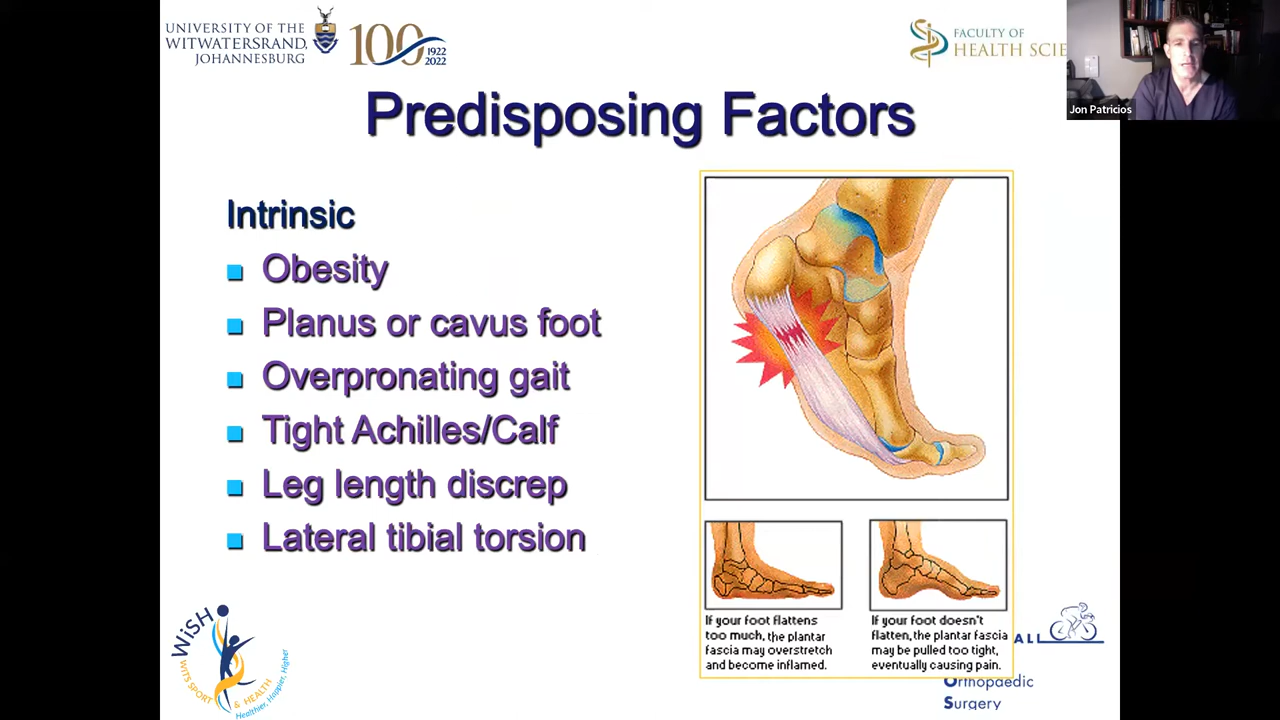 UNIVERSITY OF THE
WITWATERSRAND,
JOHANNESBURG
100
1922
2022
FACULTY OF
HEALTH SCIE
Jon Patricios
Predisposing Factors
Intrinsic
Obesity
Planus or cavus foot
Overpronating gait
Tight Achilles/Calf
Leg length discrep
Lateral tibial torsion
If your foot flattens
too much, the plantar
fascia may overstretch
and become inflamed.
If your foot doesn't
flatten, the plantar fascia
may be pulled too tight,
eventually causing pain.
WiSH
WITS SPORT & HEALTH
Healthier, Happier, Higher
ALL
Orthopaedic
Surgery